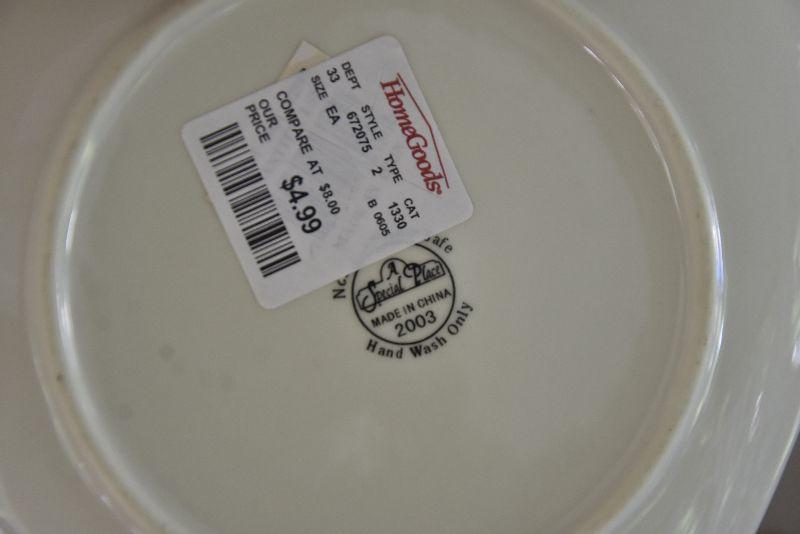 HomeGoods
DEPT STYLE TYPE CAT
33 672075 2 1330
SIZE EA B 0605
COMPARE AT $8.00
OUR PRICE $4.99
A
Special Place
MADE IN CHINA
2003
Hand Wash Only